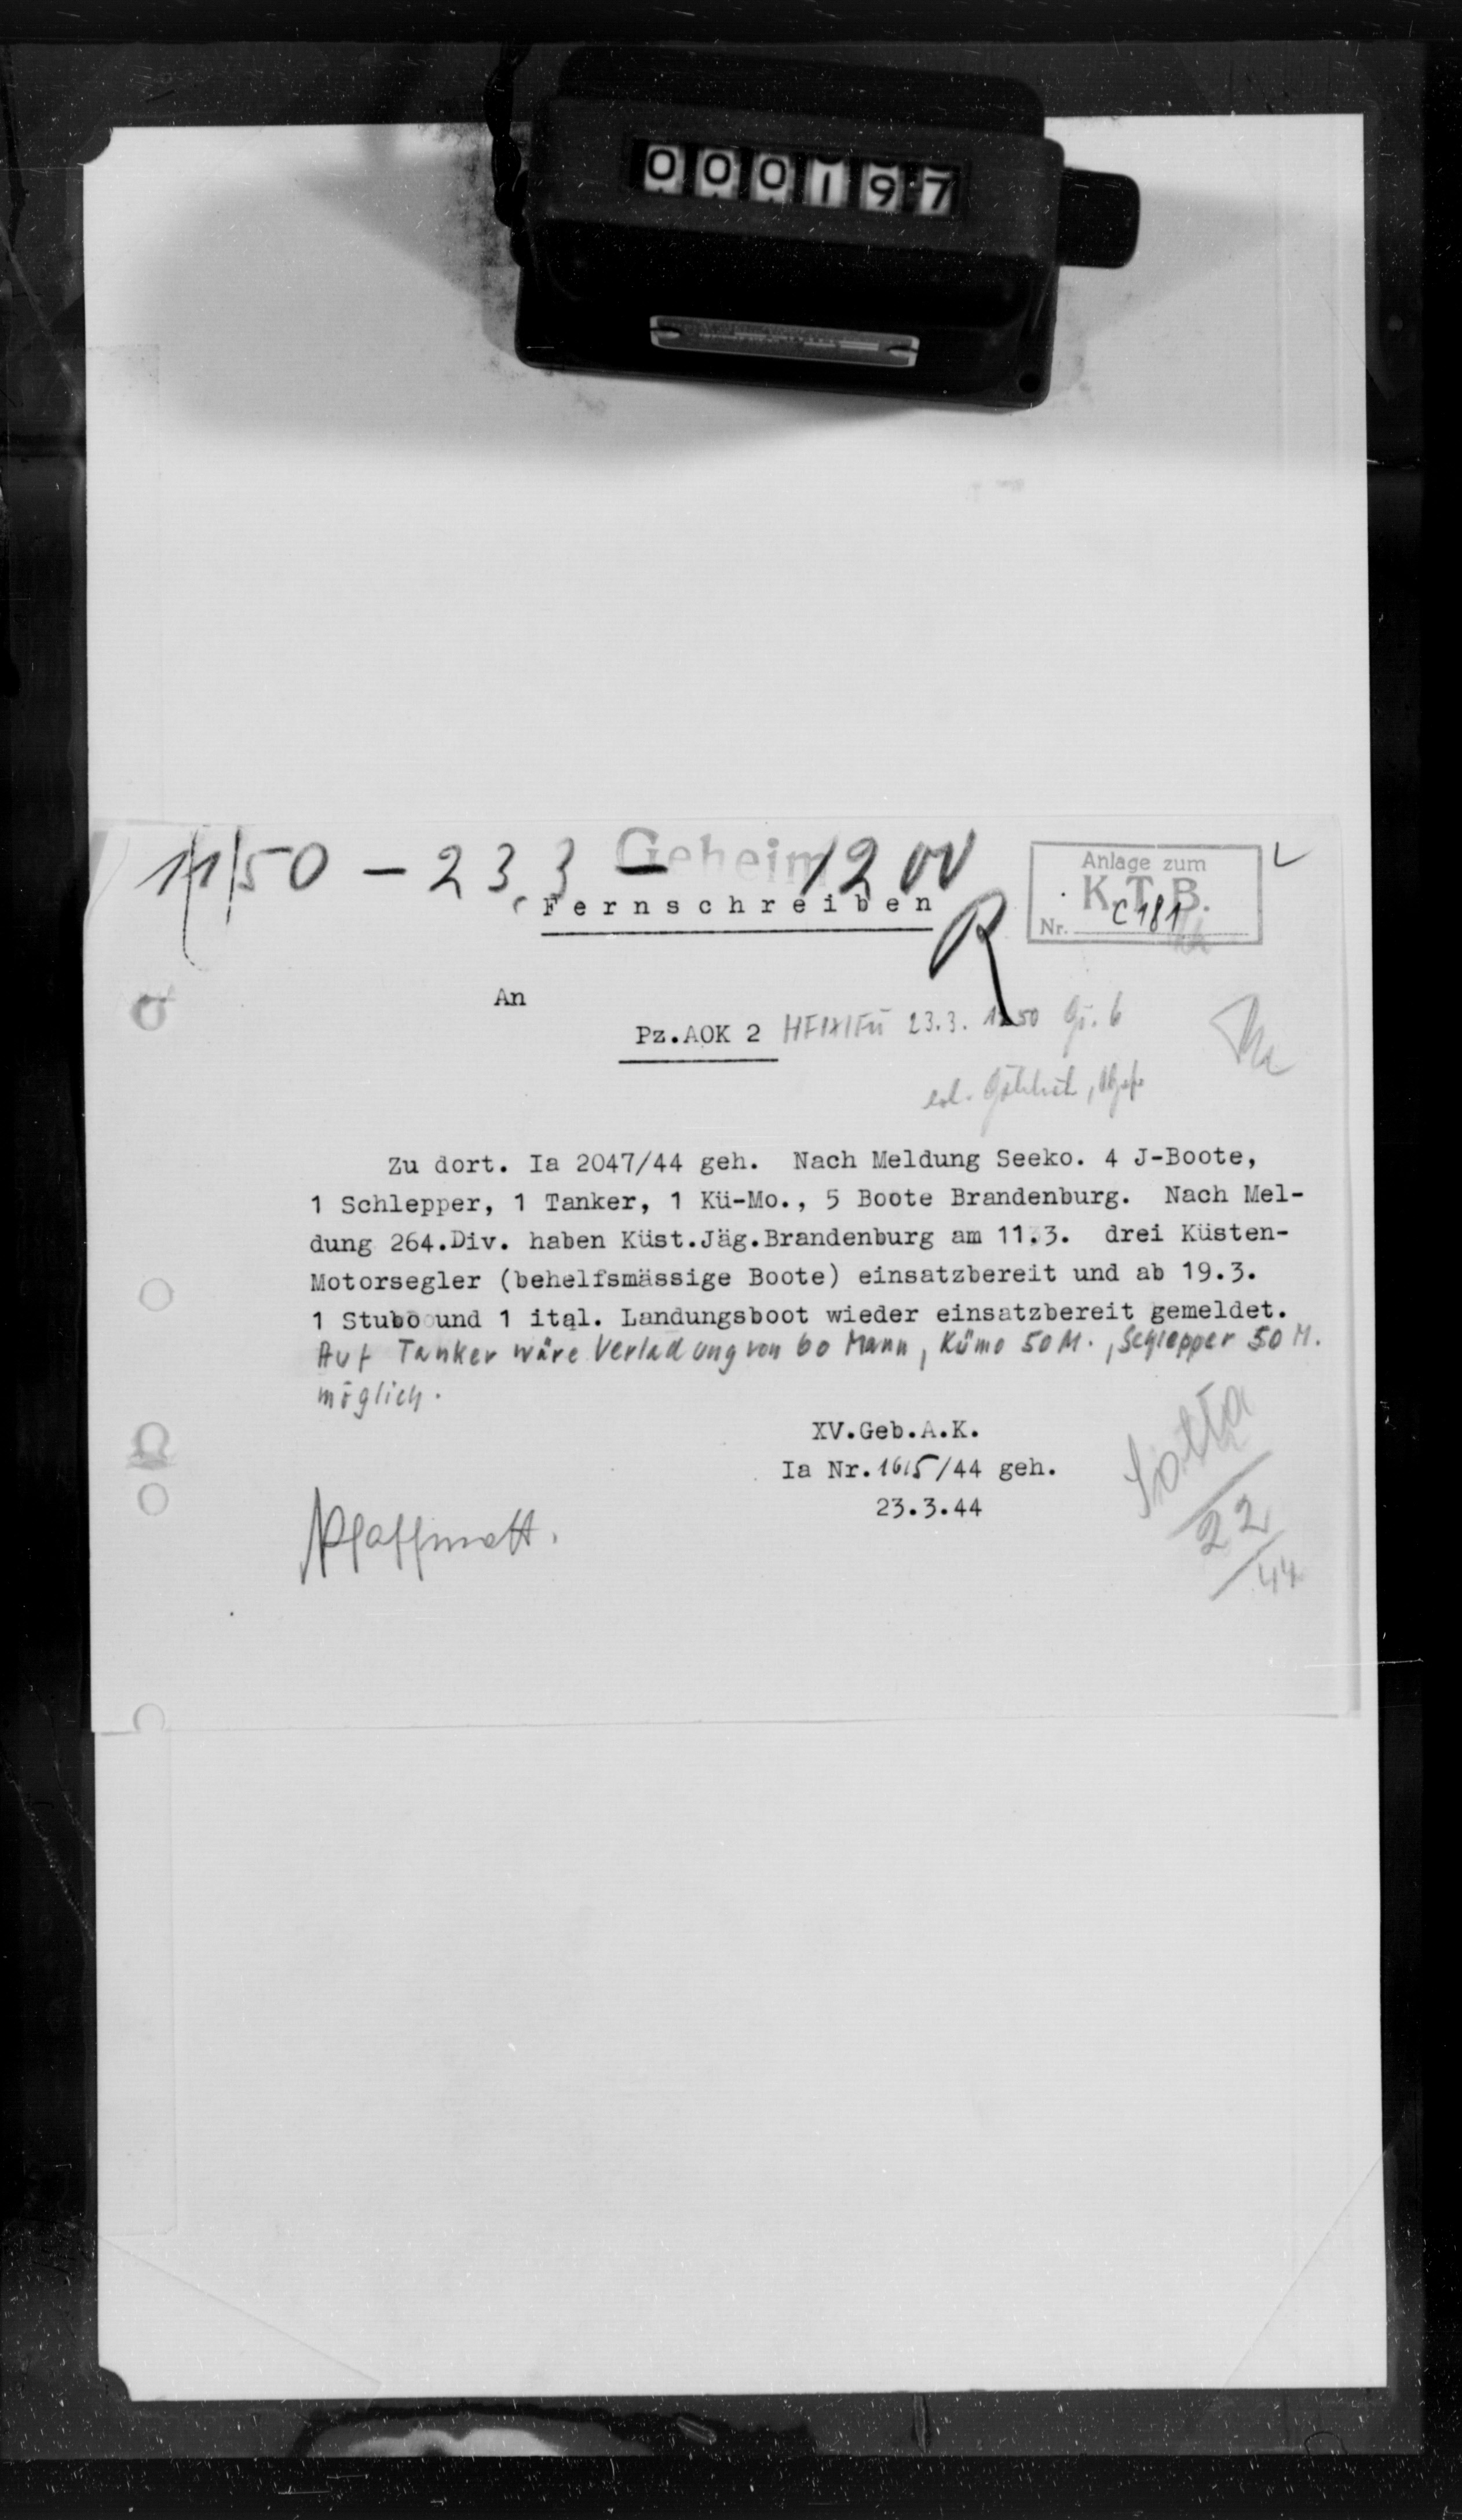 000197
11/50 - 23.3 - 12 00
Geheim
Fernschreiben
R
Anlage zum
K.T.B.
Nr. C 181
An
Pz.AOK 2 23.3.
Zu dort. Ia 2047/44 geh. Nach Meldung Seeko. 4 J-Boote,
1 Schlepper, 1 Tanker, 1 Kü-Mo., 5 Boote Brandenburg. Nach Mel-
dung 264.Div. haben Küst.Jäg.Brandenburg am 11.3. drei Küsten-
Motorsegler (behelfsmässige Boote) einsatzbereit und ab 19.3.
1 Stubo und 1 ital. Landungsboot wieder einsatzbereit gemeldet.
Auf Tanker wäre Verladung von 60 Mann, Kümo 50 M., Schlepper 50 M.
möglich.
XV.Geb.A.K.
Ia Nr. 1615/44 geh.
23.3.44
22
44